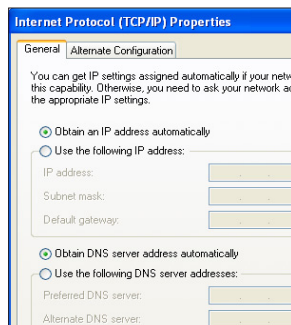 Internet Protocol (TCP/IP) Properties
General
Alternate Configuration
You can get IP settings assigned automatically if your
this capability. Otherwise, you need to ask your network
the appropriate IP settings.
Obtain an IP address automatically
Use the following IP address:
IP address:
Subnet mask:
Default gateway:
Obtain DNS server address automatically
Use the following DNS server addresses:
Preferred DNS server:
Alternate DNS server: